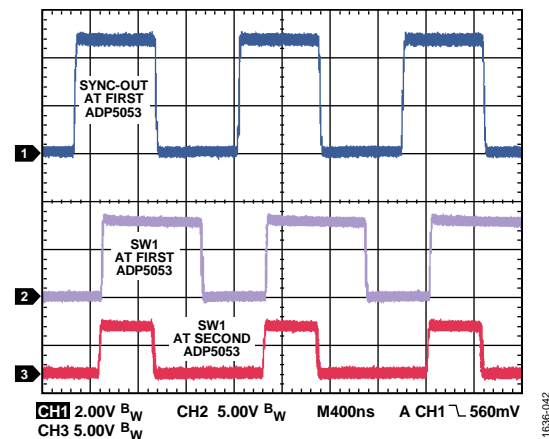 SYNC-OUT
AT FIRST
ADP5053
1
SW1
AT FIRST
ADP5053
2
SW1
AT SECOND
ADP5053
3
CH1 2.00V BW CH2 5.00V BW M400ns A CH1 560mV
CH3 5.00V BW
1636-042